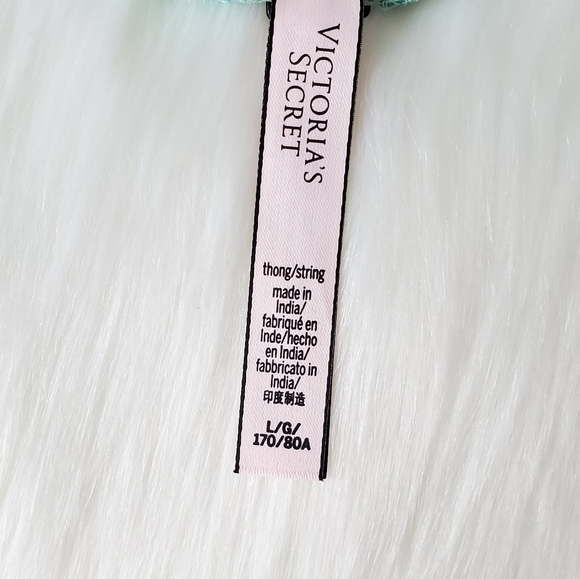 VICTORIA'S
SECRET
thong/string
made in
India/
fabriqué en
Inde/hecho
en India/
fabbricato in
India/
印度制造
L/G/
170/80A